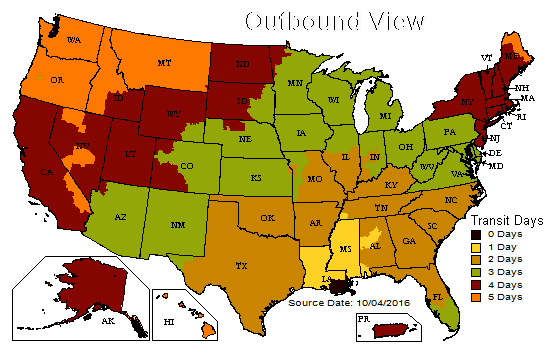 Outbound View
WA
MT
ND
OR
ID
WY
SD
MN
WIB
MI
VT
ME
NH
MA
NY
RI
CT
NJ
PA
DE
MD
NV
UT
CA
CO
NE
IA
IL
IN
OH
WV
VA
KS
MO
KY
NC
AZ
NM
OK
AR
TN
SC
TX
MS
AL
GA
LA
FL
AK
HI
PR
Source Date: 10/04/2016
Transit Days
0 Days
1 Day
2 Days
3 Days
4 Days
5 Days